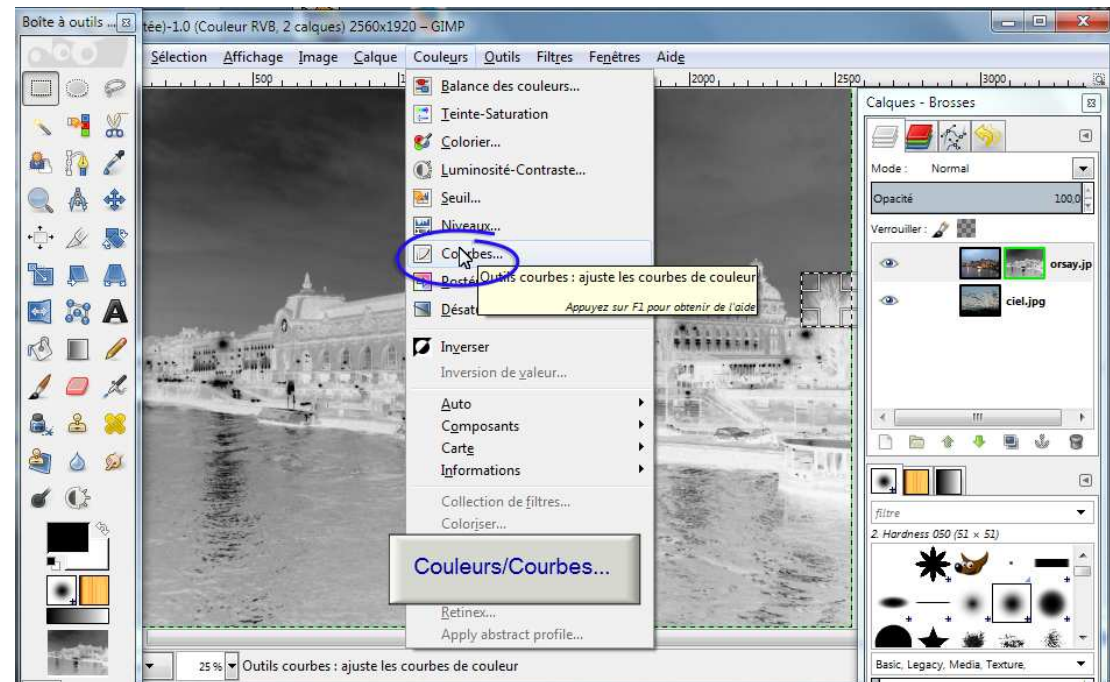 Boîte à outils ...
tée)-1.0 (Couleur RVB, 2 calques) 2560x1920 – GIMP
Sélection Affichage Image Calque Couleurs Outils Filtres Fenêtres Aide
500
1
2000
2500
3000
Balance des couleurs...
Teinte-Saturation
Colorier...
Luminosité-Contraste...
Seuil...
Niveaux...
Courbes...
Posté
Désat
Outils courbes : ajuste les courbes de couleur
Appuyez sur F1 pour obtenir de l'aide
Inverser
Inversion de valeur...
Auto
Composants
Carte
Informations
Collection de filtres...
Coloriser...
Couleurs/Courbes...
Retinex...
Apply abstract profile...
25 %
Outils courbes : ajuste les courbes de couleur
Calques - Brosses
Mode : Normal
Opacité 100,0
Verrouiller :
orsay.jp
ciel.jpg
filtre
2. Hardness 050 (51 × 51)
Basic, Legacy, Media, Texture,